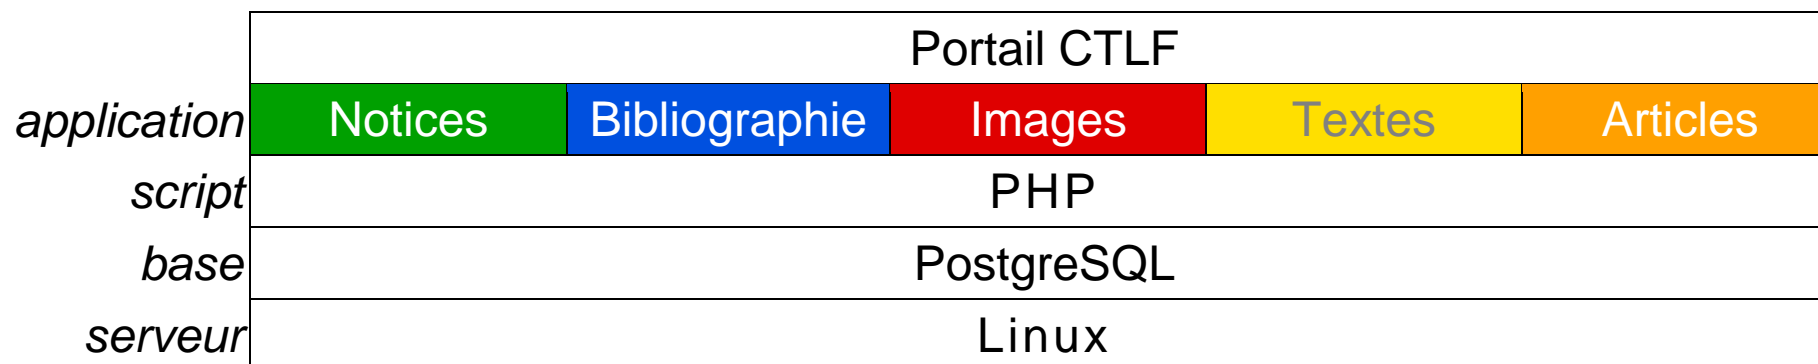 Portail CTLF
application Notices Bibliographie Images Textes Articles
script PHP
base PostgreSQL
serveur Linux